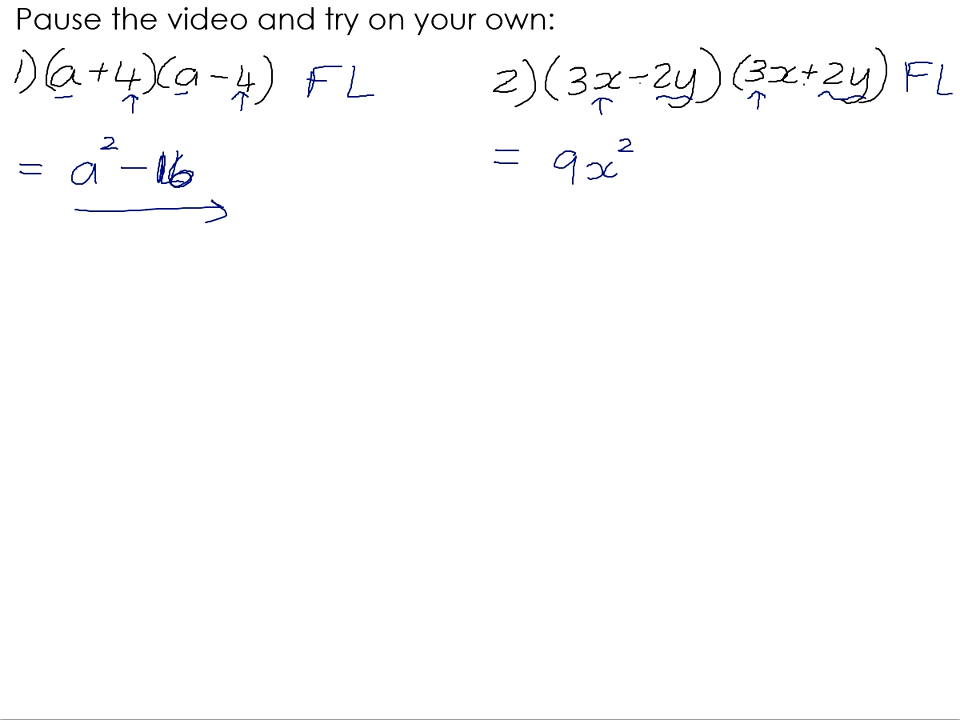 Pause the video and try on your own:
1) (a+4)(a-4) FL
= a² - 16
2) (3x-2y)(3x+2y) FL
= 9x²